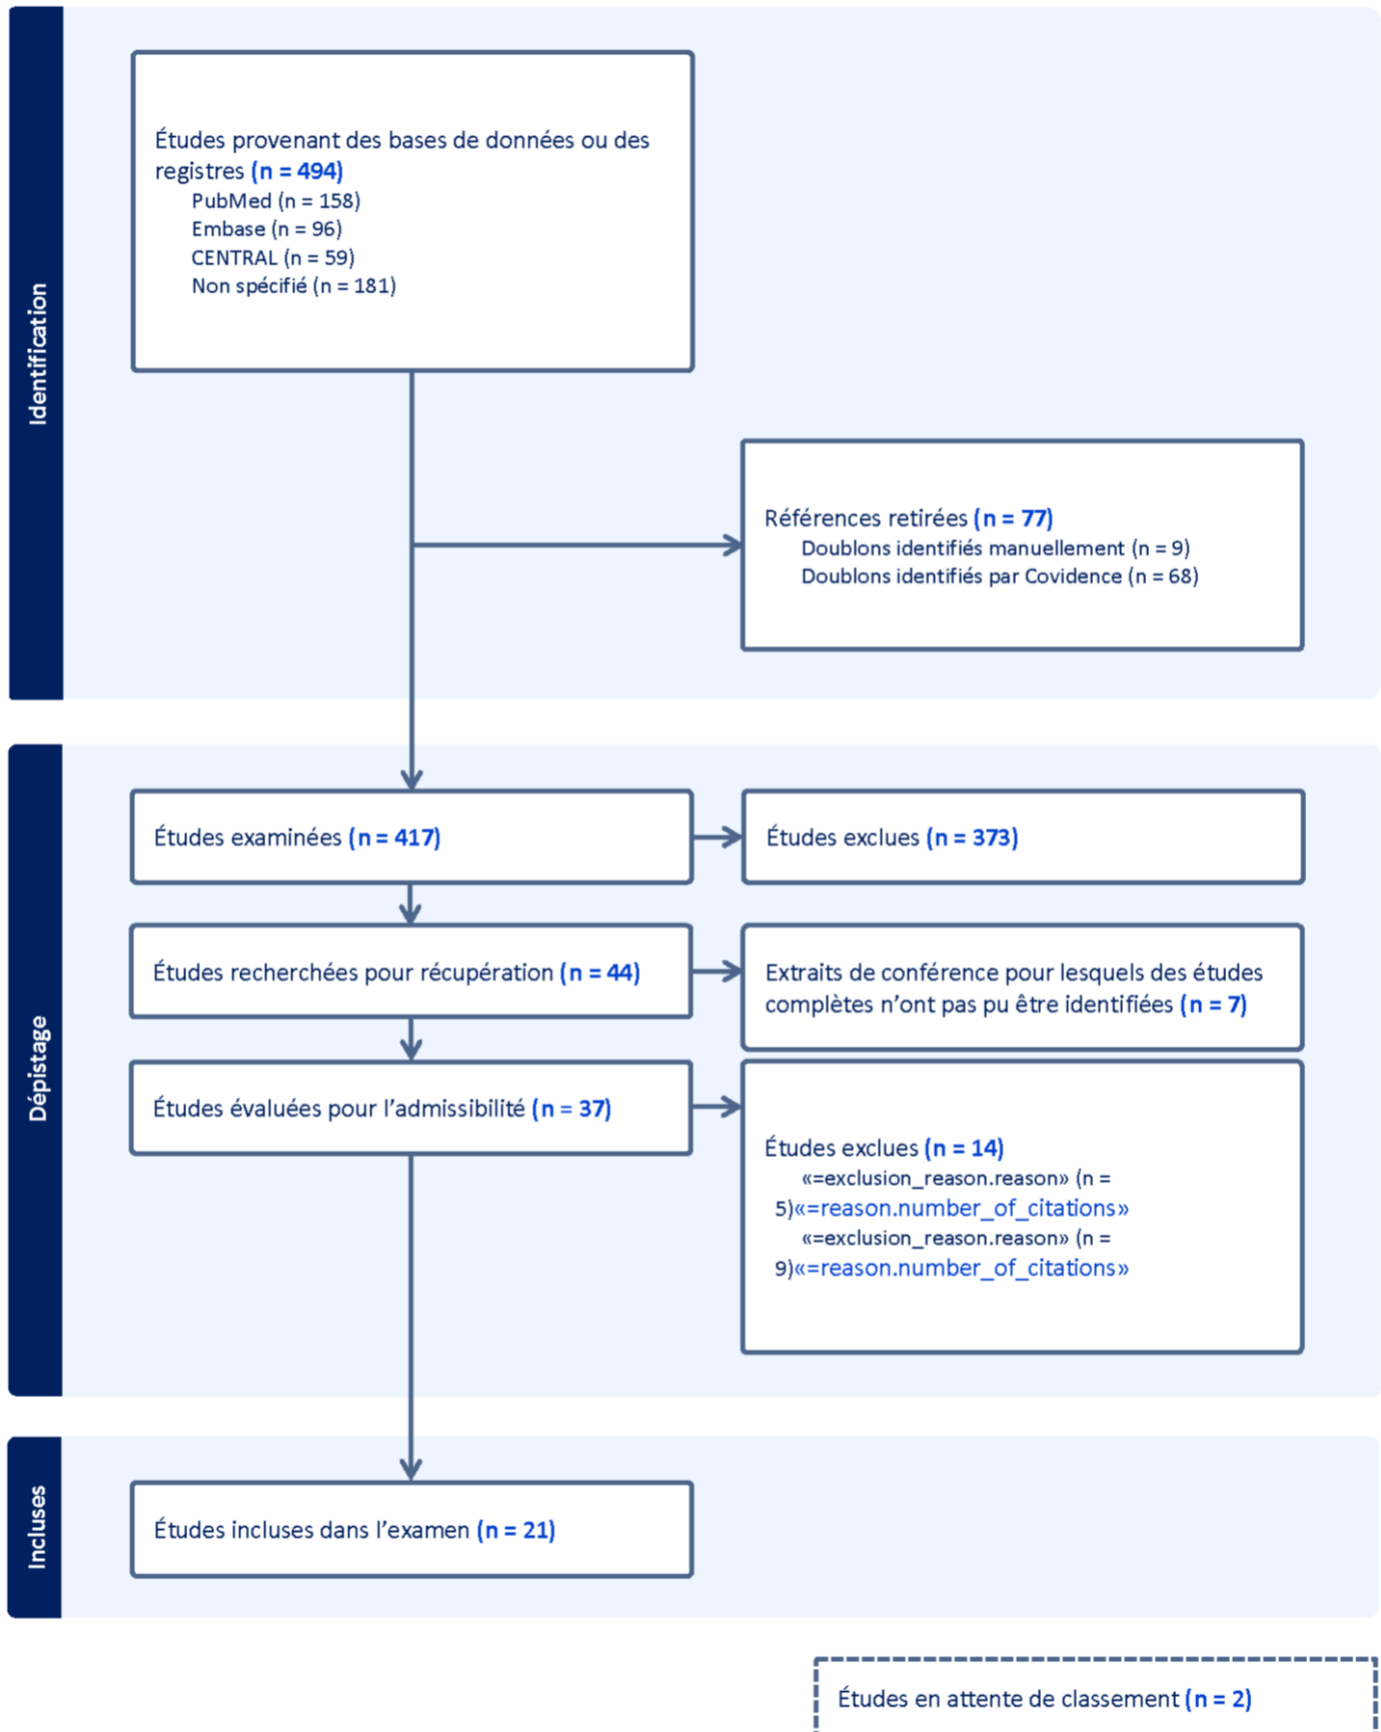 Identification
Études provenant des bases de données ou des
registres (n = 494)
PubMed (n = 158)
Embase (n = 96)
CENTRAL (n = 59)
Non spécifié (n = 181)
Références retirées (n = 77)
Doublons identifiés manuellement (n = 9)
Doublons identifiés par Covidence (n = 68)
Dépistage
Études examinées (n = 417)
Études exclues (n = 373)
Études recherchées pour récupération (n = 44)
Extraits de conférence pour lesquels des études
complètes n’ont pas pu être identifiées (n = 7)
Études évaluées pour l’admissibilité (n = 37)
Études exclues (n = 14)
«=exclusion_reason.reason» (n =
5)«=reason.number_of_citations»
«=exclusion_reason.reason» (n =
9)«=reason.number_of_citations»
Incluses
Études incluses dans l’examen (n = 21)
Études en attente de classement (n = 2)